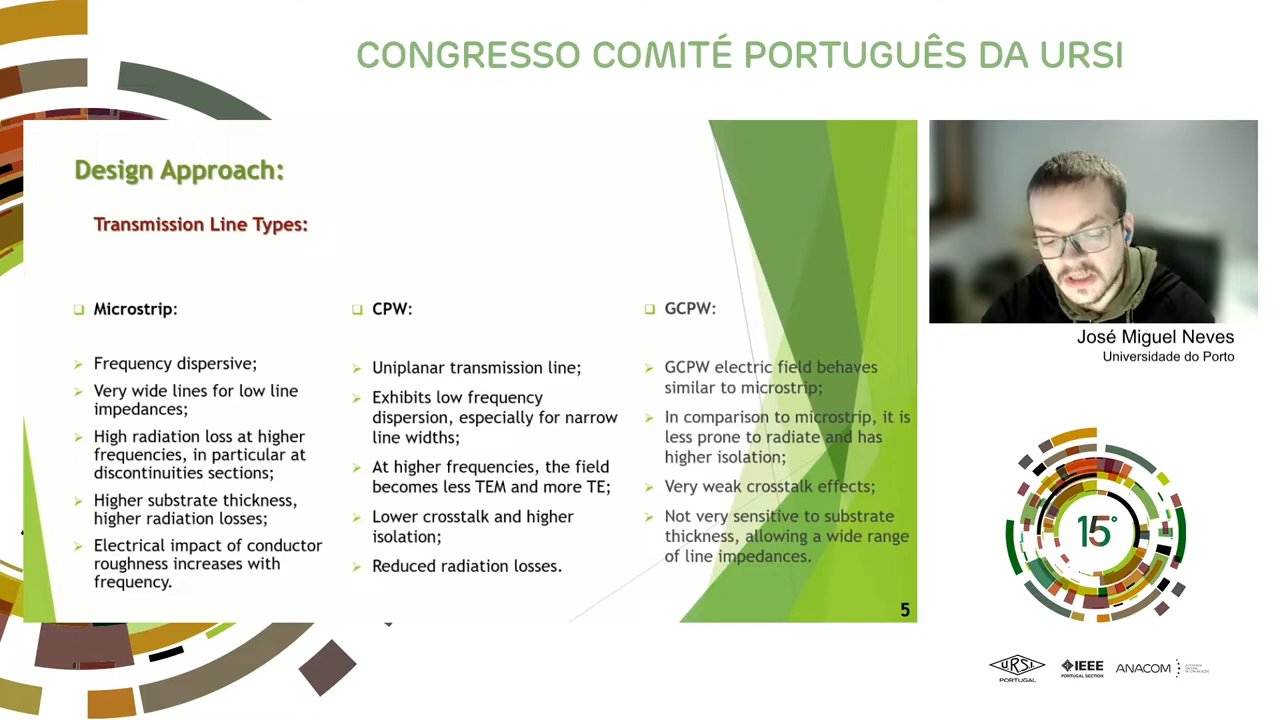 CONGRESSO COMITÉ PORTUGUÊS DA URSI
Design Approach:
Transmission Line Types:
Microstrip:
Frequency dispersive;
Very wide lines for low line
impedances;
High radiation loss at higher
frequencies, in particular at
discontinuities sections;
Higher substrate thickness,
higher radiation losses;
Electrical impact of conductor
roughness increases with
frequency.
CPW:
Uniplanar transmission line;
Exhibits low frequency
dispersion, especially for narrow
line widths;
At higher frequencies, the field
becomes less TEM and more TE;
Lower crosstalk and higher
isolation;
Reduced radiation losses.
GCPW:
GCPW electric field behaves
similar to microstrip;
In comparison to microstrip, it is
less prone to radiate and has
higher isolation;
Very weak crosstalk effects;
Not very sensitive to substrate
thickness, allowing a wide range
of line impedances.
5
José Miguel Neves
Universidade do Porto
15°
URSI
PORTUGAL
IEEE
PORTUGAL SECTION
ANACOM